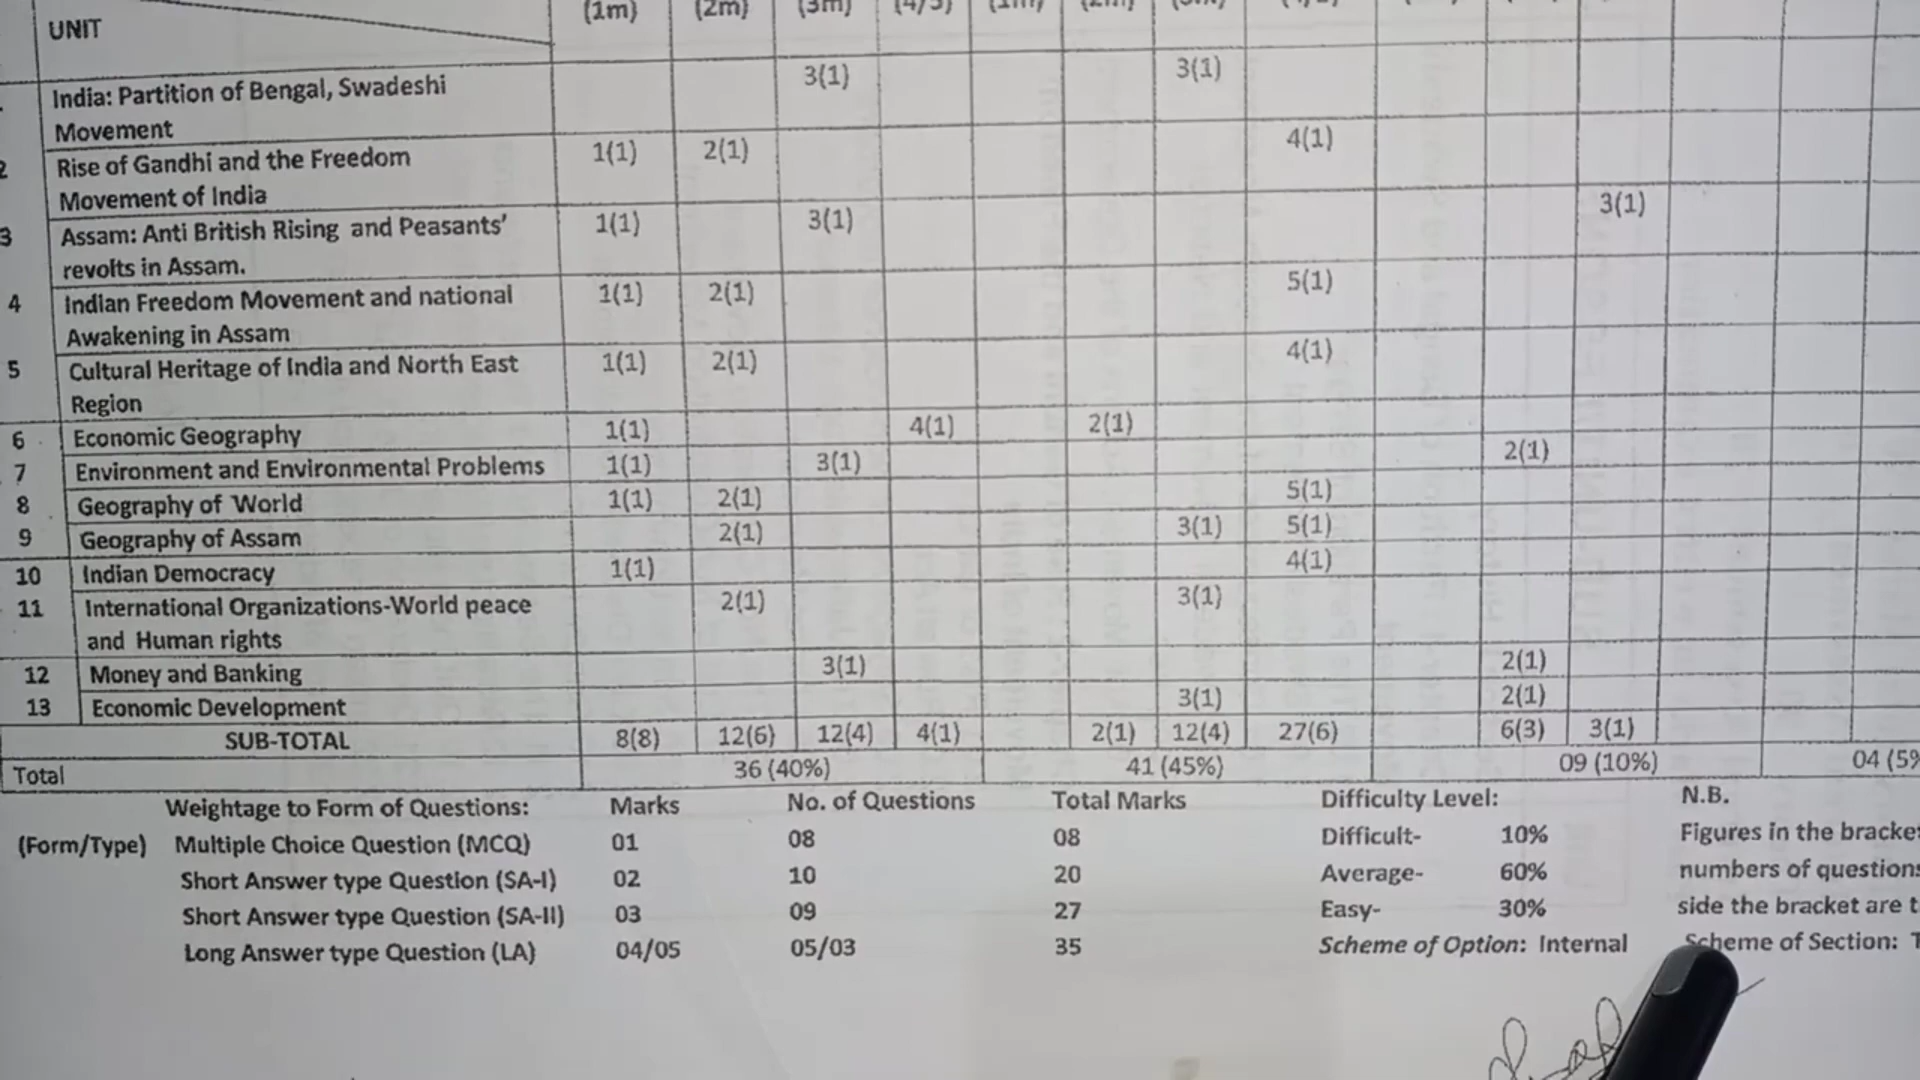 UNIT (1m) (2m) (3m) (4/5) (1m) (2m)
India: Partition of Bengal, Swadeshi 3(1) 3(1)
Movement
2 Rise of Gandhi and the Freedom 1(1) 2(1) 4(1)
Movement of India
3 Assam: Anti British Rising and Peasants' 1(1) 3(1) 3(1)
revolts in Assam.
4 Indian Freedom Movement and national 1(1) 2(1) 5(1)
Awakening in Assam
5 Cultural Heritage of India and North East 1(1) 2(1) 4(1)
Region
6 Economic Geography 1(1) 4(1) 2(1)
7 Environment and Environmental Problems 1(1) 3(1) 2(1)
8 Geography of World 1(1) 2(1) 5(1)
9 Geography of Assam 2(1) 3(1) 5(1)
10 Indian Democracy 1(1) 4(1)
11 International Organizations-World peace 2(1) 3(1)
and Human rights
12 Money and Banking 3(1) 2(1)
13 Economic Development 3(1) 2(1)
SUB-TOTAL 8(8) 12(6) 12(4) 4(1) 2(1) 12(4) 27(6) 6(3) 3(1)
Total 36 (40%) 41 (45%) 09 (10%) 04 (5%
Weightage to Form of Questions: Marks No. of Questions Total Marks Difficulty Level: N.B.
(Form/Type) Multiple Choice Question (MCQ) 01 08 08 Difficult- 10% Figures in the
Short Answer type Question (SA-I) 02 10 20 Average- 60% numbers of questions
Short Answer type Question (SA-II) 03 09 27 Easy- 30% side the bracket are
Long Answer type Question (LA) 04/05 05/03 35 Scheme of Option: Internal Scheme of Section: